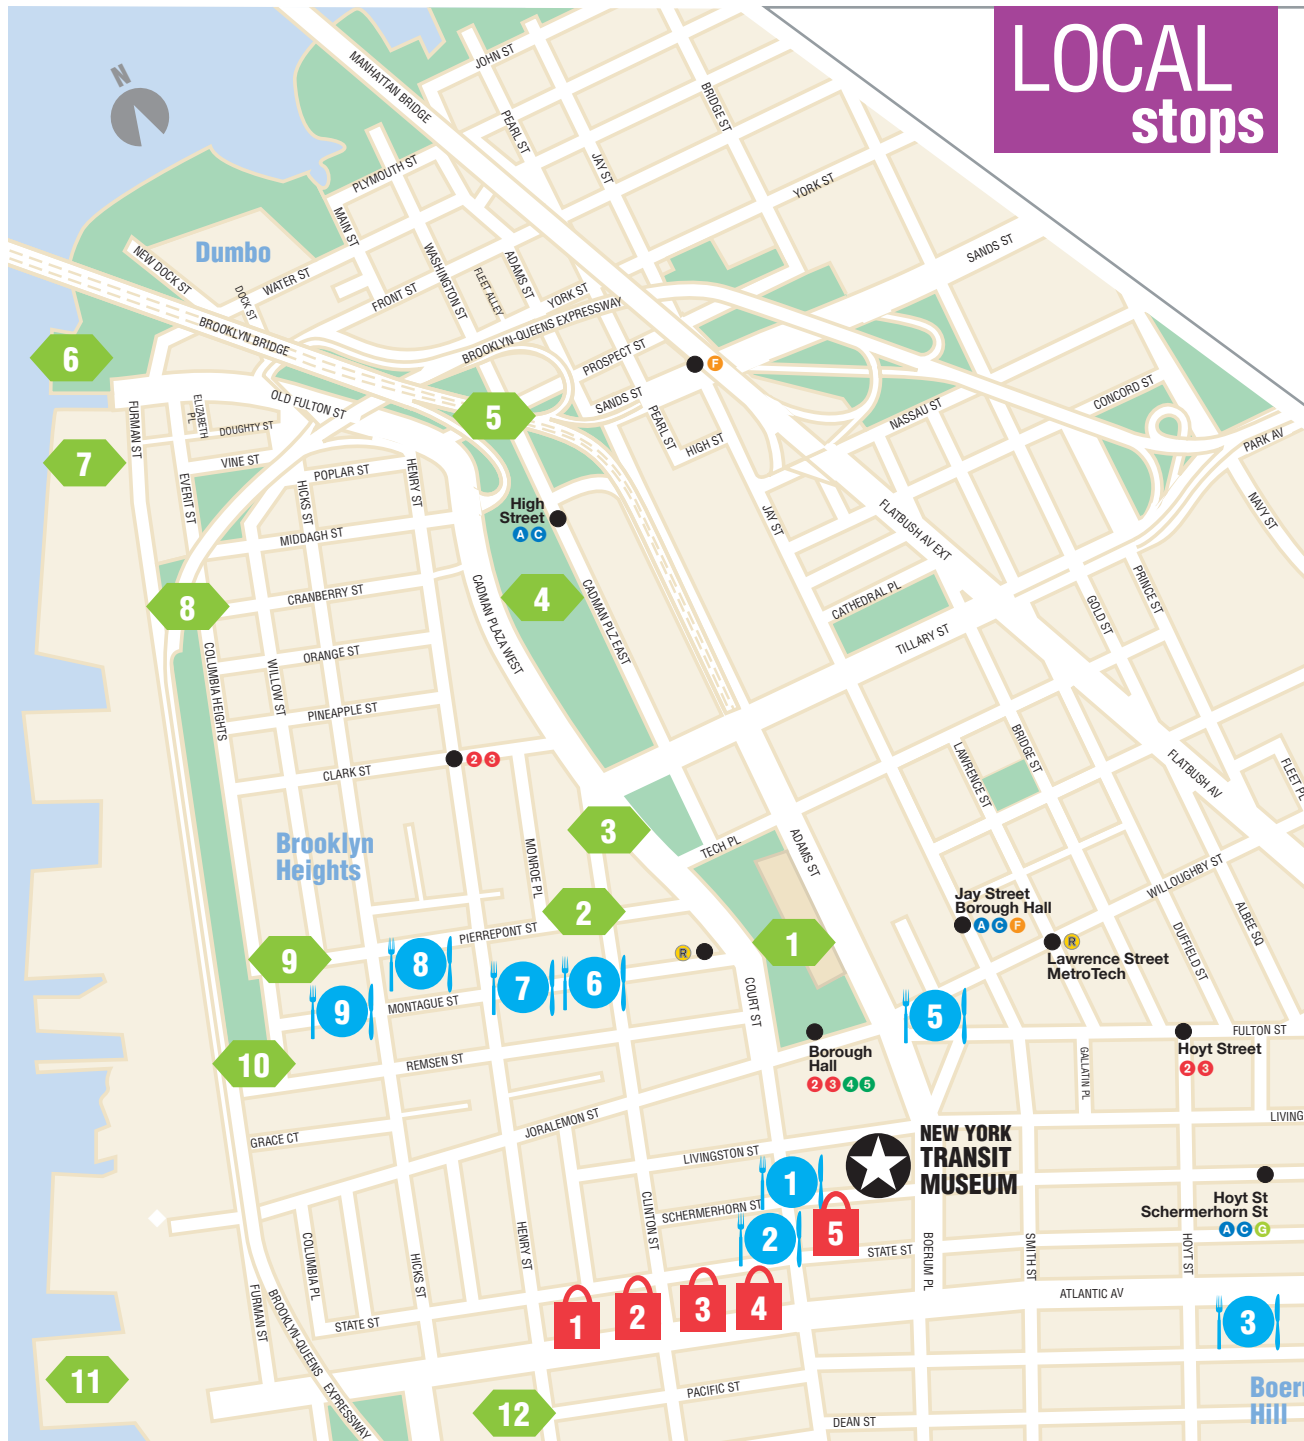 LOCAL
stops
N
JOHN ST
MANHATTAN BRIDGE
BRIDGE ST
PEARL ST
JAY ST
PLYMOUTH ST
YORK ST
MAIN ST
Dumbo
NEW DOCK ST
WATER ST
DOCK ST
FRONT ST
WASHINGTON ST
FLEET ALLEY
ADAMS ST
YORK ST
SANDS ST
BROOKLYN BRIDGE
BROOKLYN-QUEENS EXPRESSWAY
6
PROSPECT ST
F
OLD FULTON ST
SANDS ST
CONCORD ST
FURMAN ST
ELIZABETH
PL
DOUGHTY ST
5
PEARL ST
HIGH ST
NASSAU ST
PARK AV
7
VINE ST
POPLAR ST
HENRY ST
EVERIT ST
HICKS ST
High
Street
A C
JAY ST
FLATBUSH AV EXT
NAVY ST
MIDDAGH ST
8
CRANBERRY ST
CADMAN PLAZA WEST
4
CADMAN PLZ EAST
CATHEDRAL PL
TILLARY ST
GOLD ST
PRINCE ST
COLUMBIA HEIGHTS
WILLOW ST
ORANGE ST
PINEAPPLE ST
CLARK ST
2 3
LAWRENCE ST
BRIDGE ST
FLATBUSH AV
FLEET PL
Brooklyn
Heights
MONROE PL
3
TECH PL
ADAMS ST
WILLOUGHBY ST
2
PIERREPONT ST
1
Jay Street
Borough Hall
A C F
R
Lawrence Street
MetroTech
DUFFIELD ST
ALBEE SQ
R
9
8
7
6
9
MONTAGUE ST
COURT ST
5
FULTON ST
10
REMSEN ST
Borough
Hall
2 3 4 5
GALLATIN PL
Hoyt Street
2 3
GRACE CT
JORALEMON ST
LIVING
LIVINGSTON ST
NEW YORK
TRANSIT
MUSEUM
1
SCHERMERHORN ST
CLINTON ST
5
2
Hoyt St
Schermerhorn St
A C G
COLUMBIA PL
HICKS ST
HENRY ST
STATE ST
BOERUM PL
SMITH ST
HOYT ST
FURMAN ST
BROOKLYN-QUEENS EXPRESSWAY
STATE ST
1
2
3
4
ATLANTIC AV
3
11
12
PACIFIC ST
DEAN ST
Boer
Hill